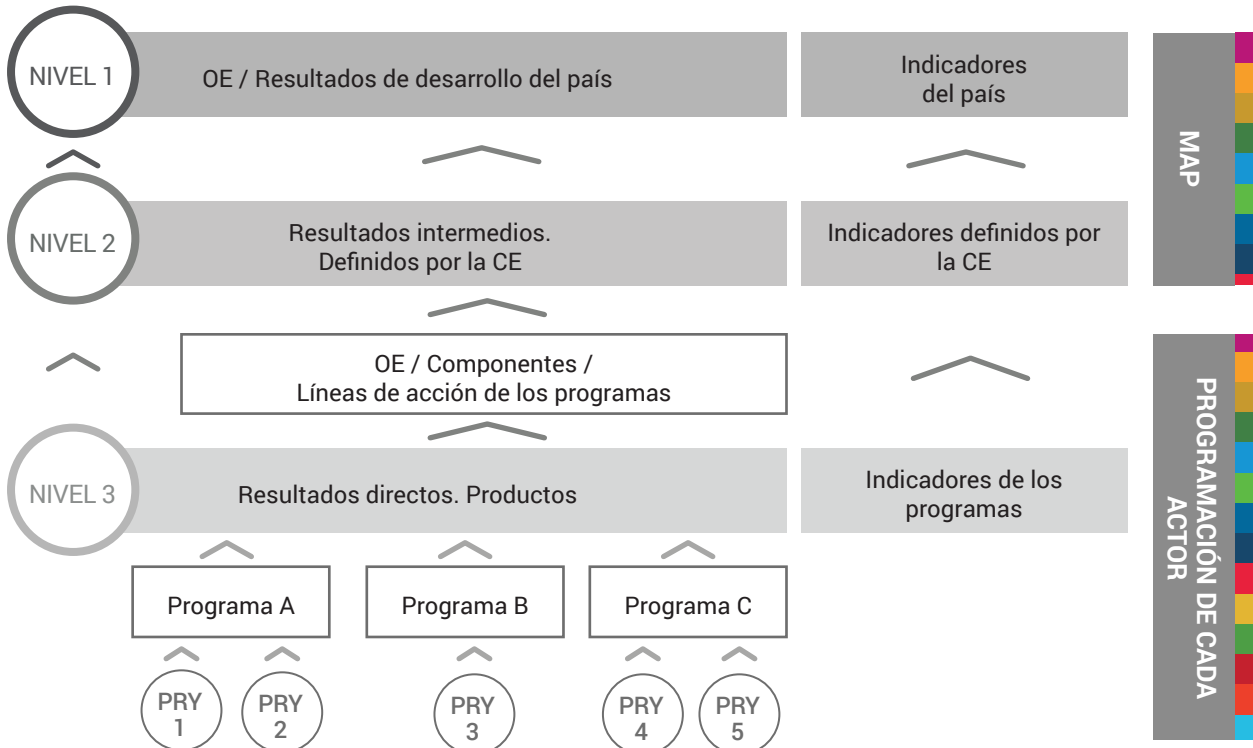 NIVEL 1
OE / Resultados de desarrollo del país
Indicadores
del país
MAP
NIVEL 2
Resultados intermedios.
Definidos por la CE
Indicadores definidos por
la CE
OE / Componentes /
Líneas de acción de los programas
PROGRAMACIÓN DE CADA
ACTOR
NIVEL 3
Resultados directos. Productos
Indicadores de los
programas
Programa A
Programa B
Programa C
PRY
1
PRY
2
PRY
3
PRY
4
PRY
5